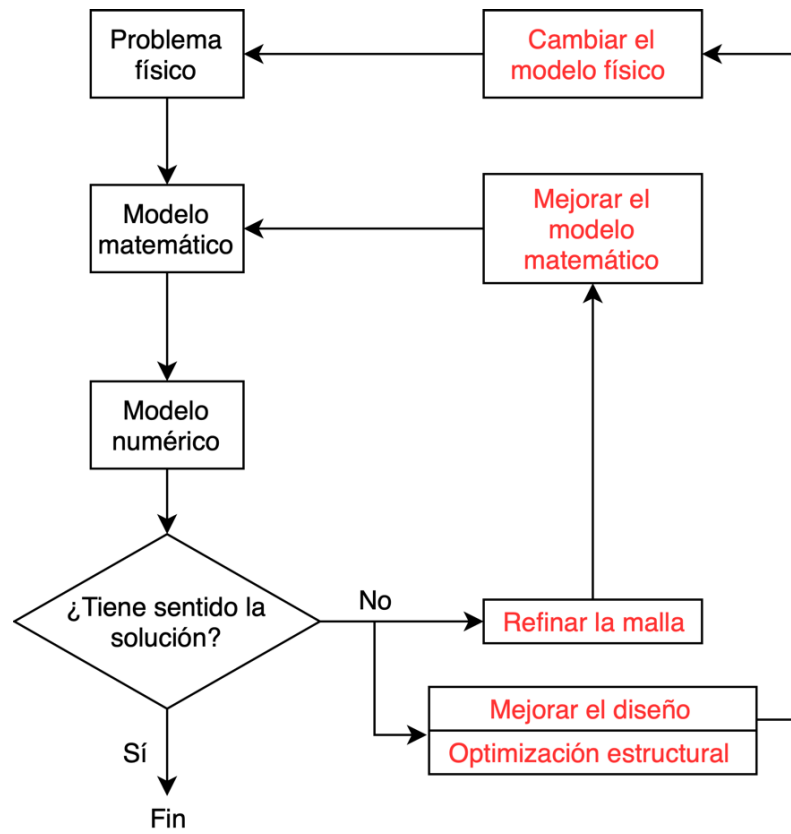 Problema
físico
Cambiar el
modelo físico
Modelo
matemático
Mejorar el
modelo
matemático
Modelo
numérico
¿Tiene sentido la
solución?
No
Refinar la malla
Mejorar el diseño
Optimización estructural
Sí
Fin